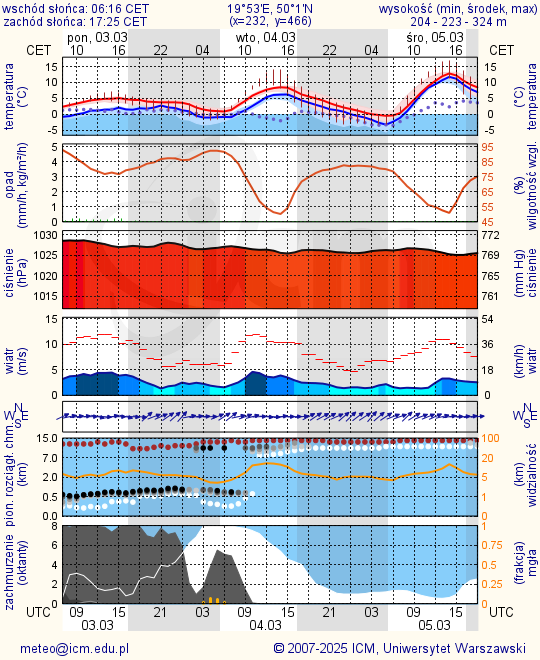 wschód słońca: 06:16 CET 19°53'E, 50°1'N wysokość (min, środek, max)
zachód słońca: 17:25 CET (x=232, y=466) 204 - 223 - 324 m
pon, 03.03 wto, 04.03 śro, 05.03
CET 10 16 22 04 10 16 22 04 10 16 CET
temperatura (°C)
15 10 5 0 -5
15 10 5 0 -5
temperatura (°C)
opad (mm/h, kg/m²/h)
5 4 3 2 1 0
95 85 75 65 55 45
wilgotność wzgl. (%)
ciśnienie (hPa)
1030 1025 1020 1015
772 769 765 761
(mm Hg) ciśnienie
wiatr (m/s)
15 10 5 0
54 36 18 0
(km/h) wiatr
N W E S
N W E S
pion. rozciągł. chm. (km)
15.0 7.0 2.0 0.5 0.0
100 20 5 1 0
(km) widzialność
zachmurzenie (oktanty)
8 6 4 2 0
1 0.75 0.5 0.25 0
(frakcja) mgła
UTC 09 15 21 03 09 15 21 03 09 15 UTC
03.03 04.03 05.03
meteo@icm.edu.pl © 2007-2025 ICM, Uniwersytet Warszawski